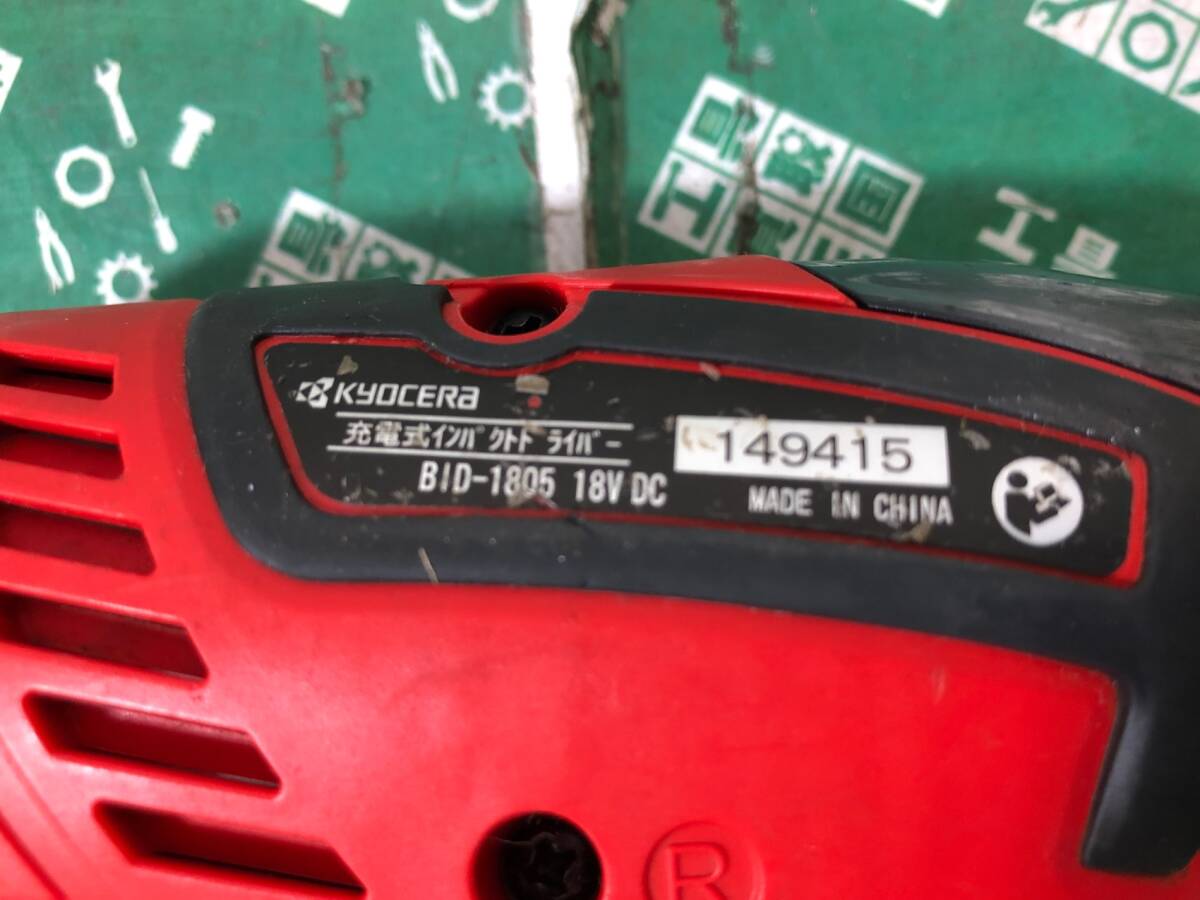 KYOCERA
充電式インパクトドライバー
149415
BID-1805 18V DC
MADE IN CHINA
R